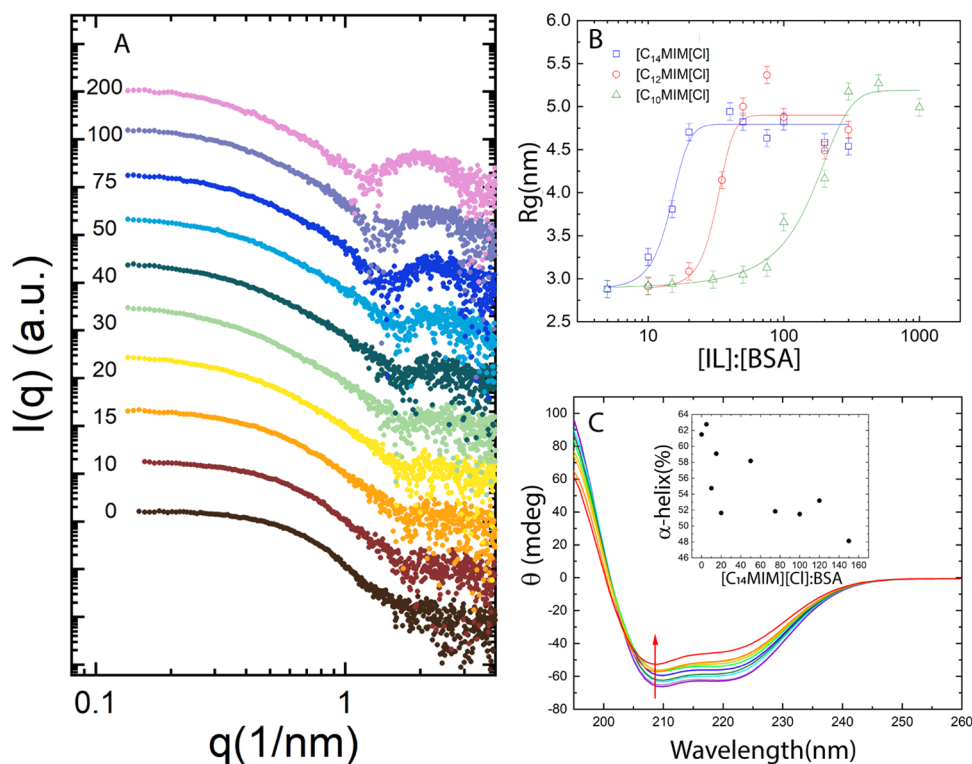 A
200
100
75
50
40
30
20
15
10
0
I(q) (a.u.)
0.1
1
q(1/nm)
B
[C₁₄MIM[Cl]
[C₁₂MIM[Cl]
[C₁₀MIM[Cl]
6.0
5.5
5.0
4.5
4.0
3.5
3.0
2.5
Rg(nm)
10
100
1000
[IL]:[BSA]
C
100
80
60
40
20
0
-20
-40
-60
-80
θ (mdeg)
64
62
60
58
56
54
52
50
48
46
α-helix(%)
0 20 40 60 80 100 120 140 160
[C₁₄MIM][Cl]:BSA
200 210 220 230 240 250 260
Wavelength(nm)